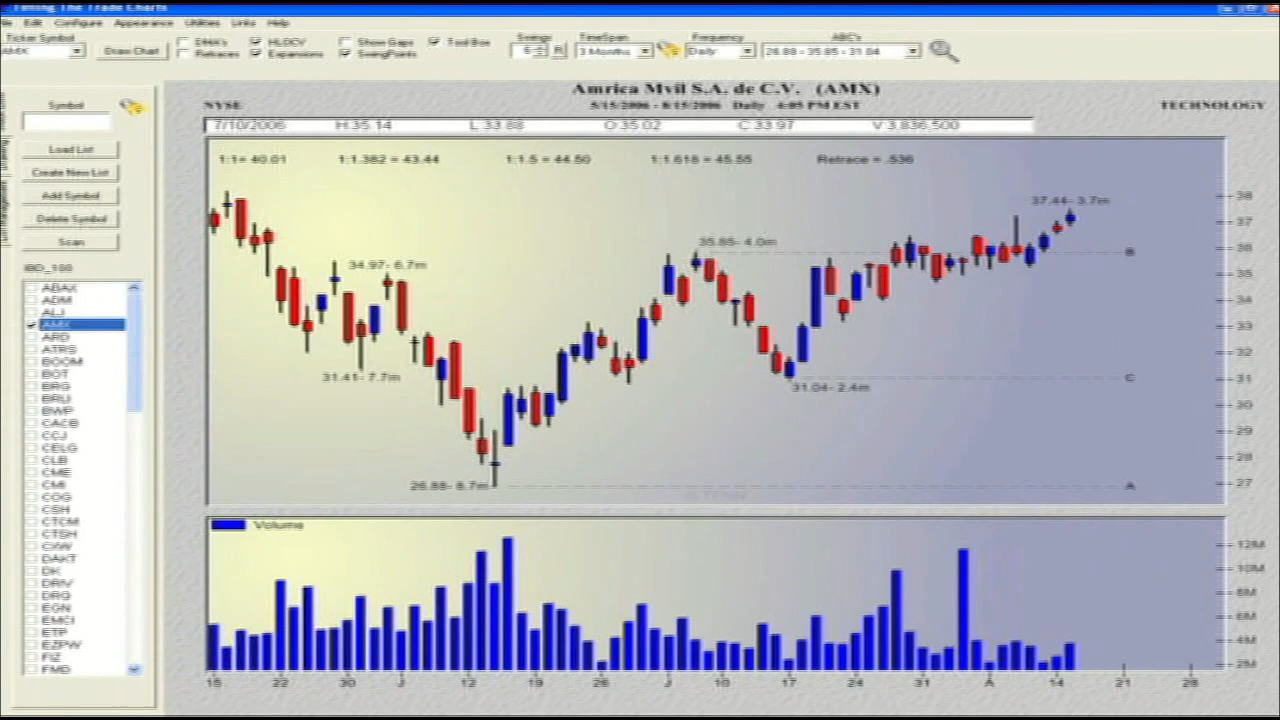 Timing The Trade Charts
Edit Configure Appearance Utilities Links Help
Ticker Symbol
AMX
Draw Chart
DMA's HLOCV Show Gaps Tool Box
Retraces Expansions SwingPoints
Swings TimeSpan Frequency ABC's
6 R 3 Months Daily 26.88 - 35.85 - 31.04
Amrica Mvil S.A. de C.V. (AMX)
NYSE 5/15/2006 - 8/15/2006 Daily 4:05 PM EST TECHNOLOGY
7/10/2006 H:35.14 L:33.88 O:35.02 C:33.97 V:3,836,500
1:1= 40.01 1:1.382 = 43.44 1:1.5 = 44.50 1:1.618 = 45.55 Retrace = .536
Symbol
Load List
Create New List
Add Symbol
Delete Symbol
Scan
IBD_100
ABAX
ADM
ALJ
AMX
ARD
ATRS
BOOM
BOT
BRG
BRLI
BWP
CACB
CCJ
CELG
CLB
CME
CMI
COG
CSH
CTCM
CTSH
CXW
DAKT
DK
DRIV
DRQ
EGN
EMCI
ETP
EZPW
FIZ
FMD
37.44- 3.7m
35.85- 4.0m
34.97- 6.7m
31.41- 7.7m
31.04- 2.4m
26.88- 8.7m
B
C
A
38
37
36
35
34
33
32
31
30
29
28
27
Volume
12M
10M
8M
6M
4M
2M
15 22 30 J 12 19 26 J 10 17 24 31 A 14 21 28